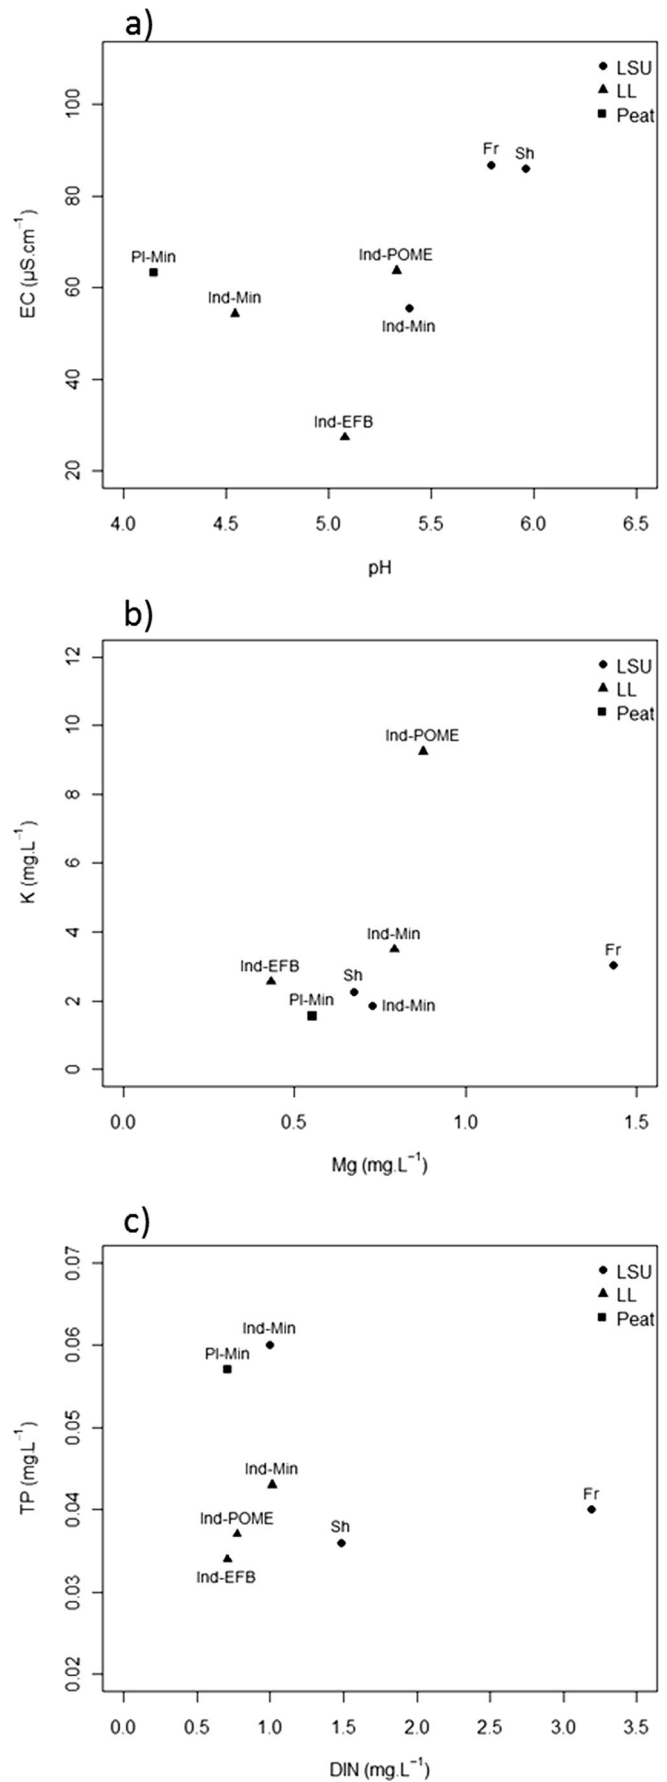 a)
LSU
LL
Peat
Fr
Sh
Pl-Min
Ind-POME
Ind-Min
Ind-Min
Ind-EFB
EC (µS.cm⁻¹)
100
80
60
40
20
4.0 4.5 5.0 5.5 6.0 6.5
pH
b)
LSU
LL
Peat
Ind-POME
Ind-Min
Fr
Ind-EFB
Sh
Pl-Min
Ind-Min
K (mg.L⁻¹)
12
10
8
6
4
2
0
0.0 0.5 1.0 1.5
Mg (mg.L⁻¹)
c)
LSU
LL
Peat
Ind-Min
Pl-Min
Ind-Min
Fr
Ind-POME
Sh
Ind-EFB
TP (mg.L⁻¹)
0.07
0.06
0.05
0.04
0.03
0.02
0.0 0.5 1.0 1.5 2.0 2.5 3.0 3.5
DIN (mg.L⁻¹)